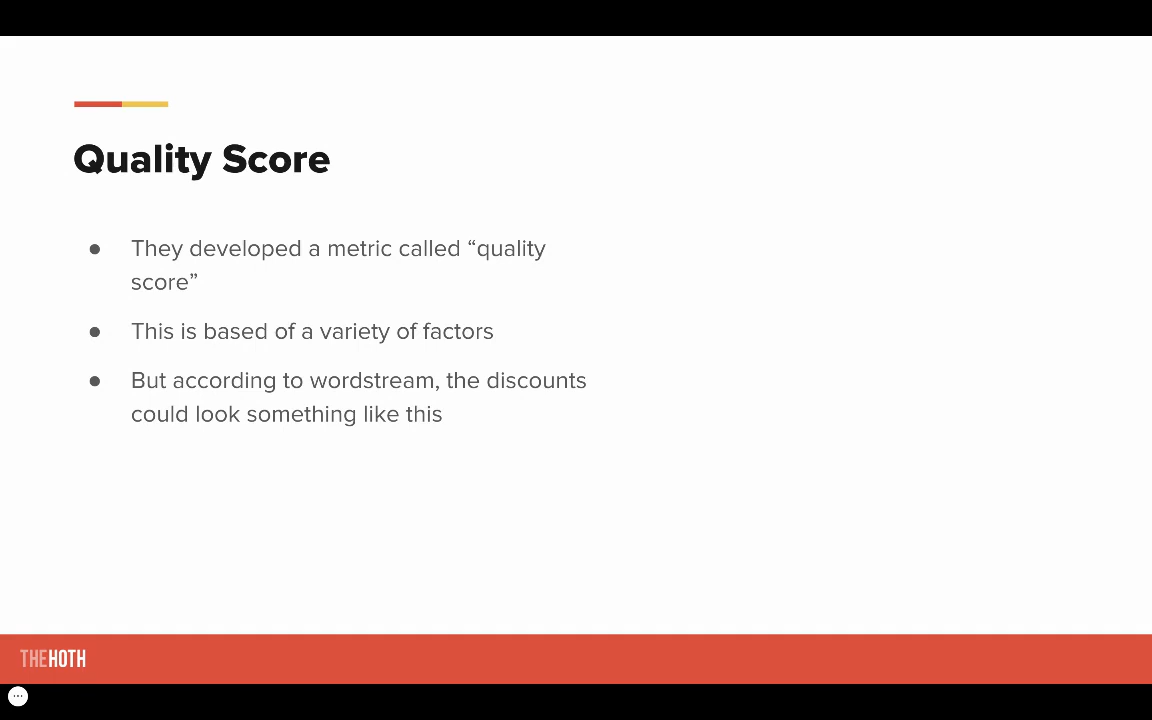 Quality Score
● They developed a metric called “quality
score”
● This is based of a variety of factors
● But according to wordstream, the discounts
could look something like this
THEHOTH